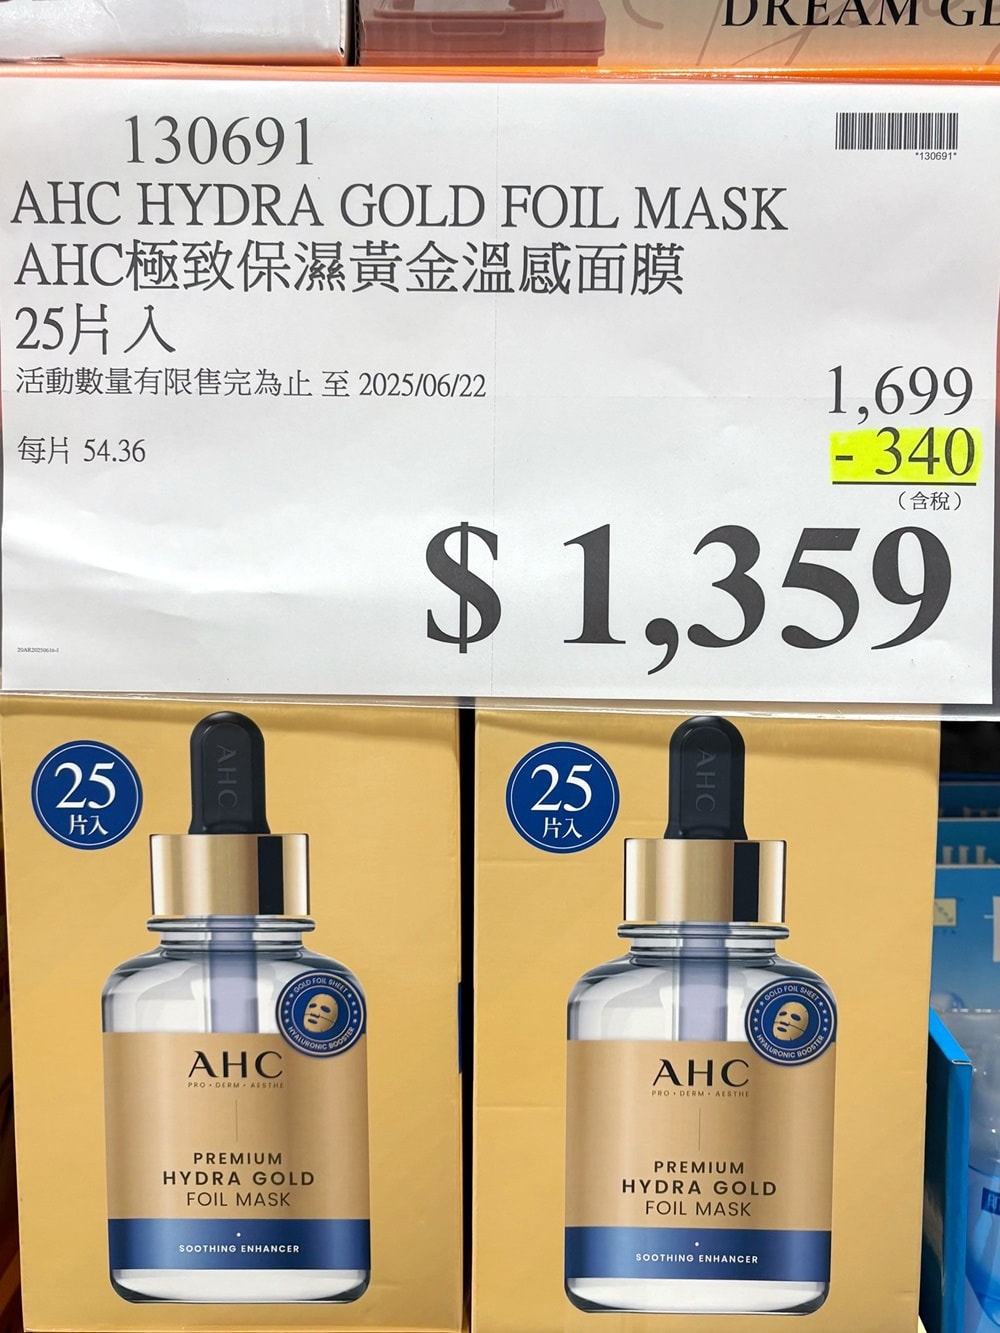 DREAM GL
130691
*130691*
AHC HYDRA GOLD FOIL MASK
AHC極致保濕黃金溫感面膜
25片入
活動數量有限售完為止 至 2025/06/22
1,699
每片 54.36
- 340
（含稅）
$ 1,359
20AR20250616-J
25
片入
AHC
GOLD FOIL SHEET
HYALURONIC BOOSTER
AHC
PRO • DERM • AESTHE
PREMIUM
HYDRA GOLD
FOIL MASK
SOOTHING ENHANCER
25
片入
AHC
GOLD FOIL SHEET
HYALURONIC BOOSTER
AHC
PRO • DERM • AESTHE
PREMIUM
HYDRA GOLD
FOIL MASK
SOOTHING ENHANCER